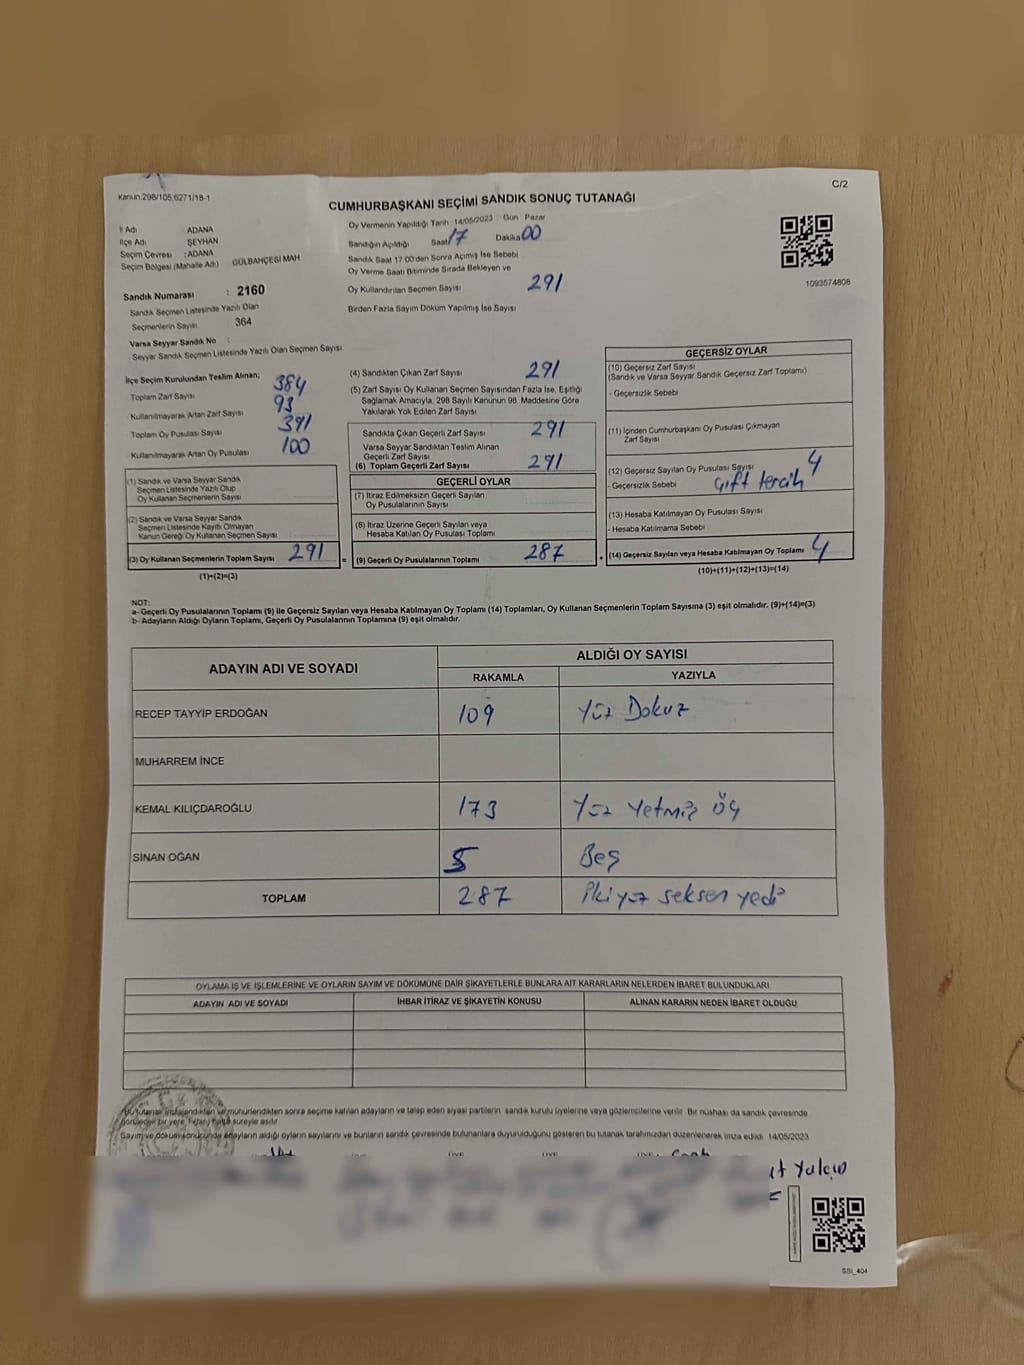 Kanun:298/105;6271/18-1
C/2
CUMHURBAŞKANI SEÇİMİ SANDIK SONUÇ TUTANAĞI
İl Adı ADANA
İlçe Adı ŞEYHAN
Seçim Çevresi :ADANA
Seçim Bölgesi (Mahalle Adı) GÜLBAHÇESİ MAH
Sandık Numarası : 2160
Sandık Seçmen Listesinde Yazılı Olan
Seçmenlerin Sayısı 364
Varsa Seyyar Sandık No :
- Seyyar Sandık Seçmen Listesinde Yazılı Olan Seçmen Sayısı
Oy Vermenin Yapıldığı Tarih :14/05/2023 Gün : Pazar
Sandığın Açıldığı Saat 17 Dakika 00
Sandık Saat 17:00'den Sonra Açımış İse Sebebi
Oy Verme Saati Bitiminde Sırada Bekleyen ve
Oy Kullandırılan Seçmen Sayısı 291
Birden Fazla Sayım Döküm Yapılmış İse Sayısı
1093574808
İlçe Seçim Kurulundan Teslim Alınan;
Toplam Zarf Sayısı 384
Kullanılmayarak Artan Zarf Sayısı 93
Toplam Oy Pusulası Sayısı 391
Kullanılmayarak Artan Oy Pusulası 100
(1) Sandık ve Varsa Seyyar Sandık
Seçmen Listesinde Yazılı Olup
Oy Kullanan Seçmenlerin Sayısı
(2) Sandık ve Varsa Seyyar Sandık
Seçmen Listesinde Kayıtlı Olmayan
Kanun Gereği Oy Kullanan Seçmen Sayısı
(3) Oy Kullanan Seçmenlerin Toplam Sayısı 291
(1)+(2)=(3)
(4) Sandıktan Çıkan Zarf Sayısı 291
(5) Zarf Sayısı Oy Kullanan Seçmen Sayısından Fazla İse, Eşitliği
Sağlamak Amacıyla, 298 Sayılı Kanunun 98. Maddesine Göre
Yakılarak Yok Edilen Zarf Sayısı
Sandıkta Çıkan Geçerli Zarf Sayısı 291
Varsa Seyyar Sandıktan Teslim Alınan
Geçerli Zarf Sayısı
(6) Toplam Geçerli Zarf Sayısı 291
GEÇERLİ OYLAR
(7) İtiraz Edilmeksizin Geçerli Sayılan
Oy Pusulalarının Toplamı
(8) İtiraz Üzerine Geçerli Sayılan veya
Hesaba Katılan Oy Pusulaları Toplamı
= (9) Geçerli Oy Pusulalarının Toplamı 287 +
GEÇERSİZ OYLAR
(10) Geçersiz Zarf Sayısı
(Sandık ve Varsa Seyyar Sandık Geçersiz Zarf Toplamı)
- Geçersizlik Sebebi
(11) İçinden Cumhurbaşkanı Oy Pusulası Çıkmayan
Zarf Sayısı
(12) Geçersiz Sayılan Oy Pusulası Sayısı 4
- Geçersizlik Sebebi çift tercih
(13) Hesaba Katılmayan Oy Pusulası Sayısı
- Hesaba Katılmama Sebebi
(14) Geçersiz Sayılan veya Hesaba Katılmayan Oy Toplamı 4
(10)+(11)+(12)+(13)=(14)
NOT:
a- Geçerli Oy Pusulalarının Toplamı (9) ile Geçersiz Sayılan veya Hesaba Katılmayan Oy Toplamı (14) Toplamları, Oy Kullanan Seçmenlerin Toplam Sayısına (3) eşit olmalıdır. (9)+(14)=(3)
b- Adayların Aldığı Oyların Toplamı, Geçerli Oy Pusulalarının Toplamına (9) eşit olmalıdır.
ADAYIN ADI VE SOYADI ALDIĞI OY SAYISI
RAKAMLA YAZIYLA
RECEP TAYYİP ERDOĞAN 109 Yüz Dokuz
MUHARREM İNCE
KEMAL KILIÇDAROĞLU 173 Yüz Yetmiş üç
SİNAN OĞAN 5 Beş
TOPLAM 287 İkiyüz seksen yedi
OYLAMA İŞ VE İŞLEMLERİNE VE OYLARIN SAYIM VE DÖKÜMÜNE DAİR ŞİKAYETLERLE BUNLARA AİT KARARLARIN NELERDEN İBARET BULUNDUKLARI
ADAYIN ADI VE SOYADI İHBAR İTİRAZ VE ŞİKAYETİN KONUSU ALINAN KARARIN NEDEN İBARET OLDUĞU
Bu tutanak imzalandıktan ve mühürlendikten sonra seçime katılan adayların ve talep eden siyasi partilerin sandık kurulu üyelerine veya gözlemcilerine verilir. Bir nüshası da sandık çevresinde
görülecek bir yere, süreyle asılır
Sayım ve döküm sonucunda adayların aldığı oyların sayılarını ve bunların sandık çevresinde bulunanlara duyurulduğunu gösteren bu tutanak tarafımızdan düzenlenerek imza edildi. 14/05/2023
Yalçın
SSI_404